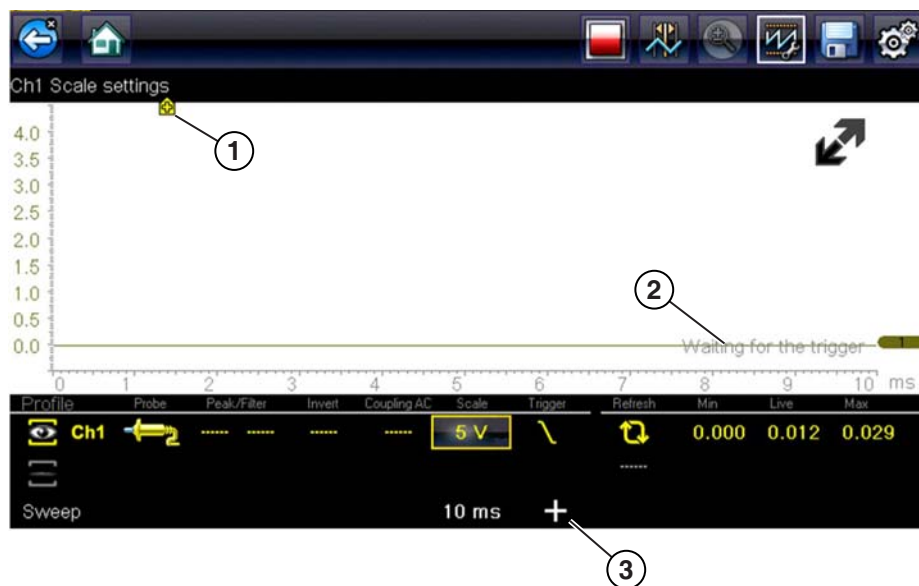 Ch1 Scale settings
1
4.0
3.5
3.0
2.5
2.0
1.5
1.0
0.5
0.0
2
Waiting for the trigger
1
0 1 2 3 4 5 6 7 8 9 10 ms
Profile Probe Peak/Filter Invert Coupling AC Scale Trigger Refresh Min Live Max
Ch1 2 ----- ----- ----- ----- 5 V 0.000 0.012 0.029
Sweep 10 ms +
3